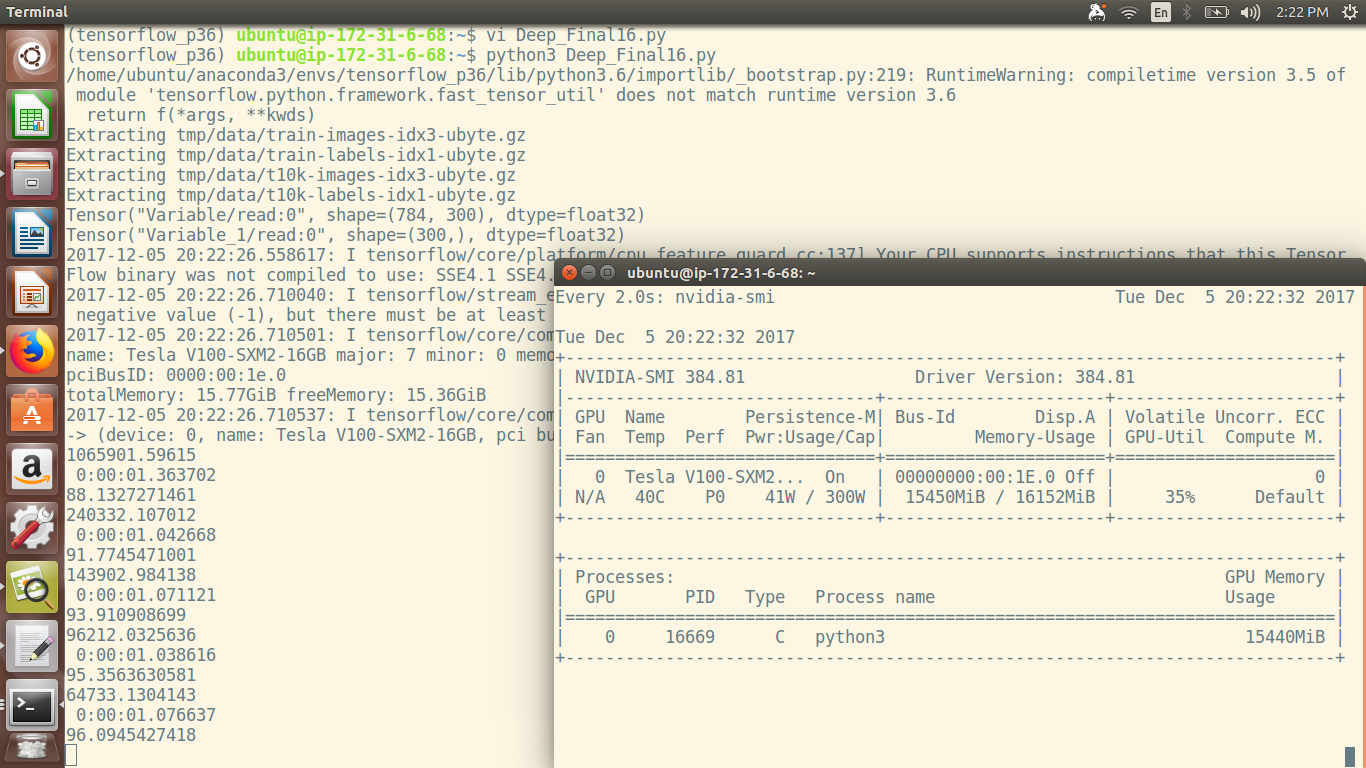 Terminal
En
2:22 PM
(tensorflow_p36) ubuntu@ip-172-31-6-68:~$ vi Deep_Final16.py
(tensorflow_p36) ubuntu@ip-172-31-6-68:~$ python3 Deep_Final16.py
/home/ubuntu/anaconda3/envs/tensorflow_p36/lib/python3.6/importlib/_bootstrap.py:219: RuntimeWarning: compiletime version 3.5 of
module 'tensorflow.python.framework.fast_tensor_util' does not match runtime version 3.6
return f(*args, **kwds)
Extracting tmp/data/train-images-idx3-ubyte.gz
Extracting tmp/data/train-labels-idx1-ubyte.gz
Extracting tmp/data/t10k-images-idx3-ubyte.gz
Extracting tmp/data/t10k-labels-idx1-ubyte.gz
Tensor("Variable/read:0", shape=(784, 300), dtype=float32)
Tensor("Variable_1/read:0", shape=(300,), dtype=float32)
2017-12-05 20:22:26.558617: I tensorflow/core/platform/cpu_feature_guard.cc:137] Your CPU supports instructions that this Tensor
Flow binary was not compiled to use: SSE4.1 SSE4.
2017-12-05 20:22:26.710040: I tensorflow/stream_e
negative value (-1), but there must be at least
2017-12-05 20:22:26.710501: I tensorflow/core/com
name: Tesla V100-SXM2-16GB major: 7 minor: 0 memo
pciBusID: 0000:00:1e.0
totalMemory: 15.77GiB freeMemory: 15.36GiB
2017-12-05 20:22:26.710537: I tensorflow/core/com
-> (device: 0, name: Tesla V100-SXM2-16GB, pci bu
1065901.59615
0:00:01.363702
88.1327271461
240332.107012
0:00:01.042668
91.7745471001
143902.984138
0:00:01.071121
93.910908699
96212.0325636
0:00:01.038616
95.3563630581
64733.1304143
0:00:01.076637
96.0945427418
ubuntu@ip-172-31-6-68: ~
Every 2.0s: nvidia-smi Tue Dec  5 20:22:32 2017
Tue Dec  5 20:22:32 2017
+-----------------------------------------------------------------------------+
| NVIDIA-SMI 384.81                 Driver Version: 384.81                    |
|-------------------------------+----------------------+----------------------+
| GPU  Name        Persistence-M| Bus-Id        Disp.A | Volatile Uncorr. ECC |
| Fan  Temp  Perf  Pwr:Usage/Cap|         Memory-Usage | GPU-Util  Compute M. |
|===============================+======================+======================|
|   0  Tesla V100-SXM2...  On   | 00000000:00:1E.0 Off |                    0 |
| N/A   40C    P0    41W / 300W |  15450MiB / 16152MiB |     35%      Default |
+-------------------------------+----------------------+----------------------+
+-----------------------------------------------------------------------------+
| Processes:                                                       GPU Memory |
|  GPU       PID   Type   Process name                             Usage      |
|=============================================================================|
|    0     16669      C   python3                                    15440MiB |
+-----------------------------------------------------------------------------+